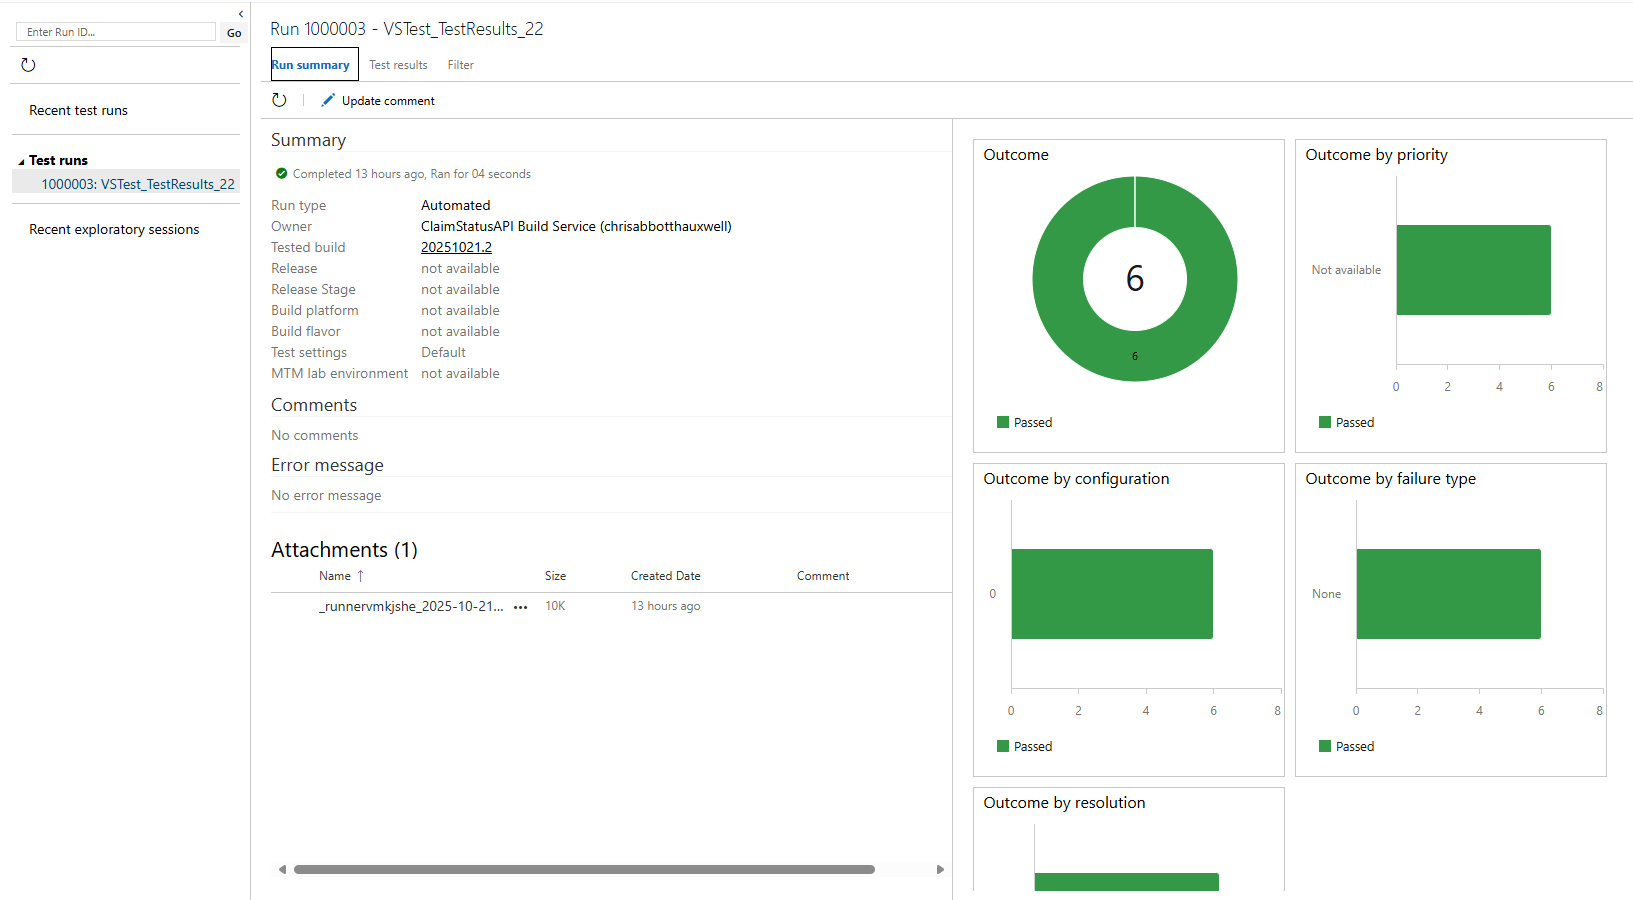 Enter Run ID...
Go
Recent test runs
Test runs
1000003: VSTest_TestResults_22
Recent exploratory sessions
Run 1000003 - VSTest_TestResults_22
Run summary
Test results
Filter
Update comment
Summary
Completed 13 hours ago, Ran for 04 seconds
Run type Automated
Owner ClaimStatusAPI Build Service (chrisabbotthauxwell)
Tested build 20251021.2
Release not available
Release Stage not available
Build platform not available
Build flavor not available
Test settings Default
MTM lab environment not available
Comments
No comments
Error message
No error message
Attachments (1)
Name ↑ Size Created Date Comment
_runnervmkjshe_2025-10-21... ••• 10K 13 hours ago
Outcome
6
6
Passed
Outcome by priority
Not available
0 2 4 6 8
Passed
Outcome by configuration
0
0 2 4 6 8
Passed
Outcome by failure type
None
0 2 4 6 8
Passed
Outcome by resolution